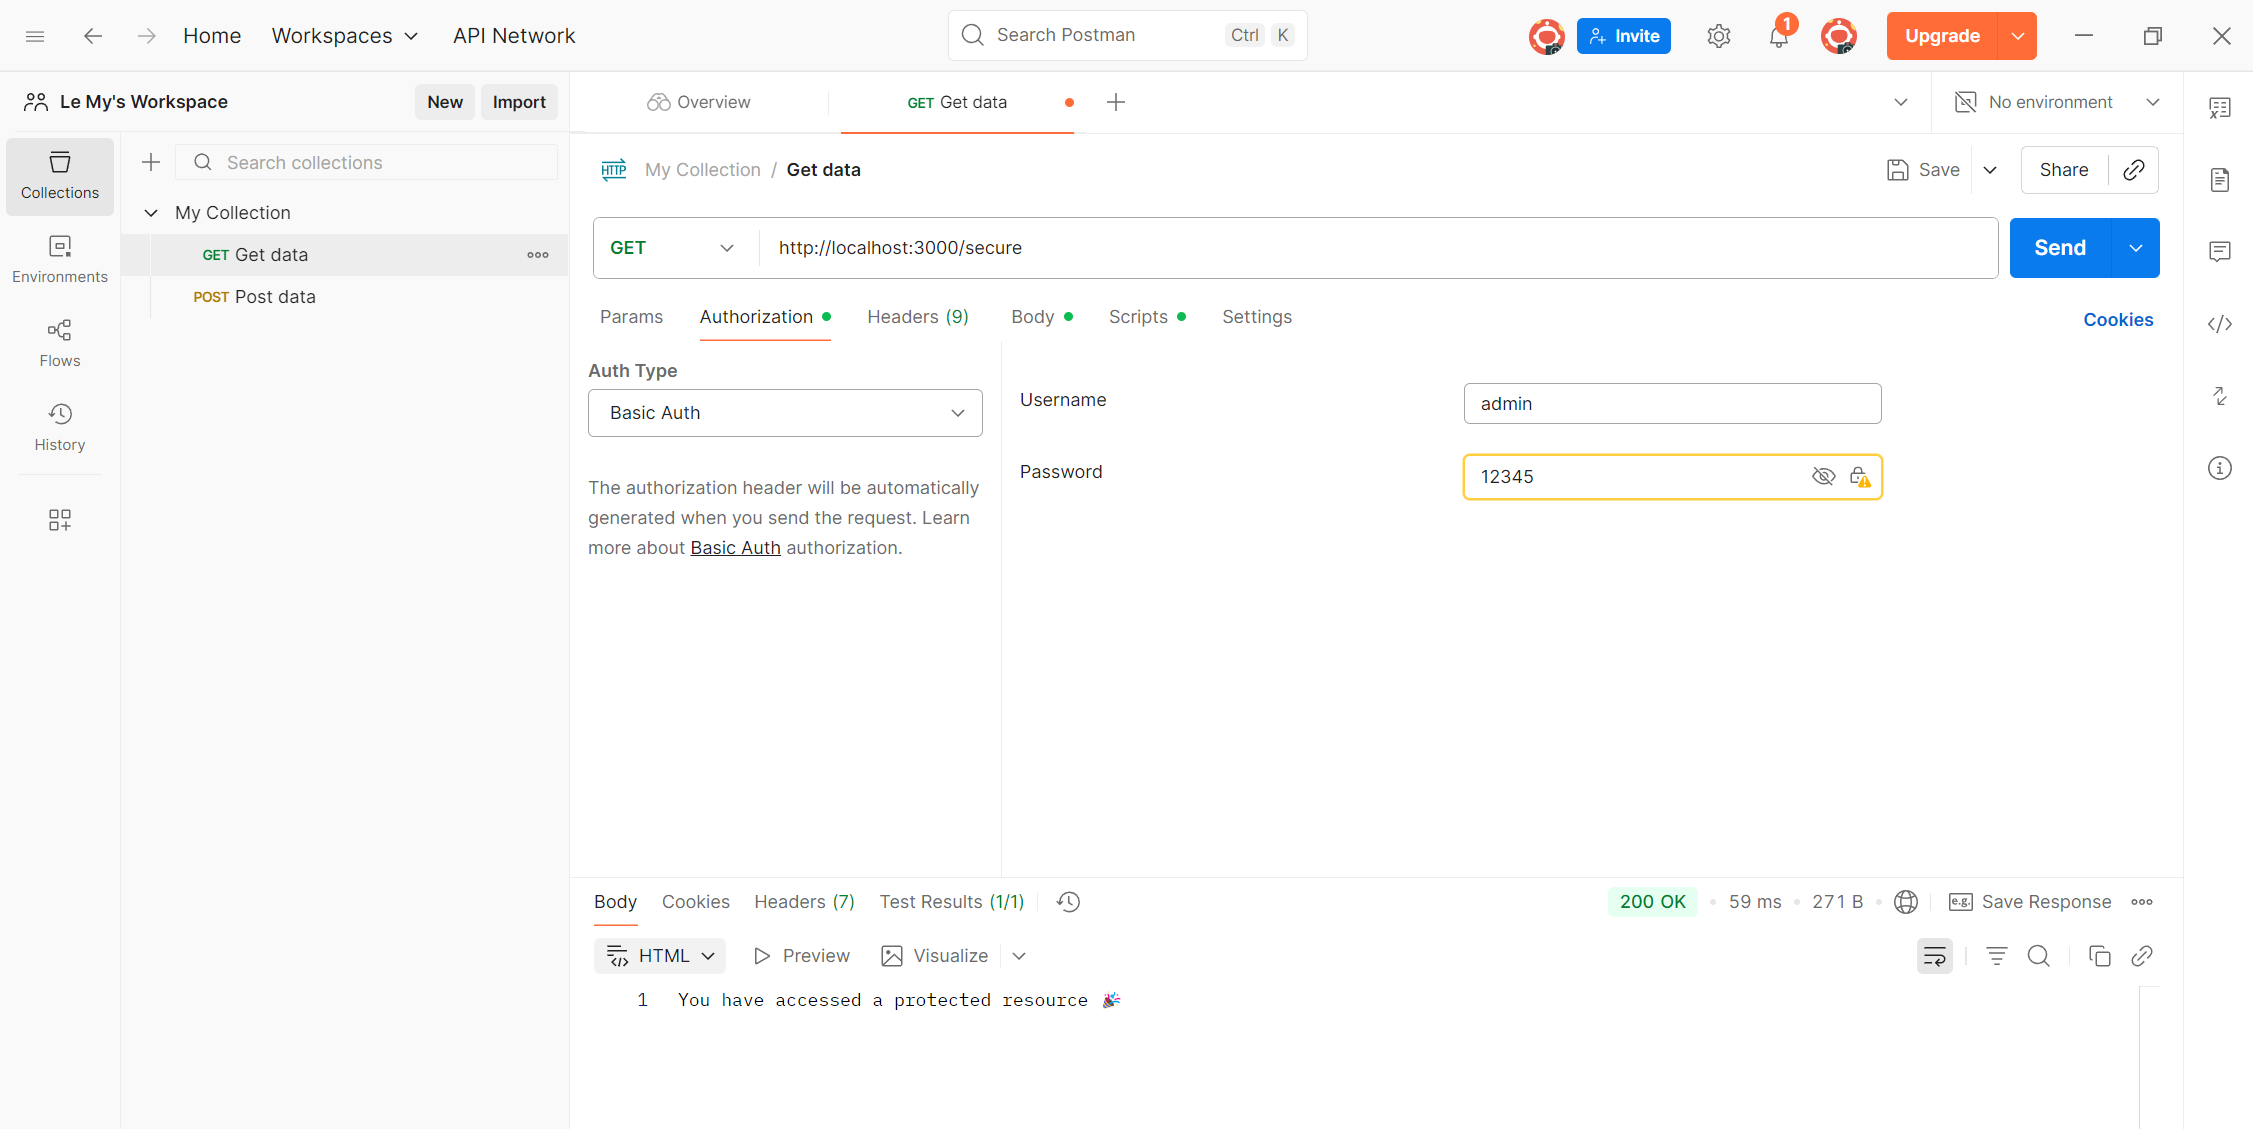 Home Workspaces API Network Search Postman Ctrl K Invite 1 Upgrade
Le My's Workspace New Import Overview GET Get data No environment
Search collections
Collections
My Collection / Get data Save Share
My Collection
GET Get data
POST Post data
Environments
Flows
History
GET http://localhost:3000/secure Send
Params Authorization Headers (9) Body Scripts Settings Cookies
Auth Type
Basic Auth
Username admin
Password 12345
The authorization header will be automatically
generated when you send the request. Learn
more about Basic Auth authorization.
Body Cookies Headers (7) Test Results (1/1) 200 OK • 59 ms • 271 B • e.g. Save Response
HTML Preview Visualize
1 You have accessed a protected resource 🎉